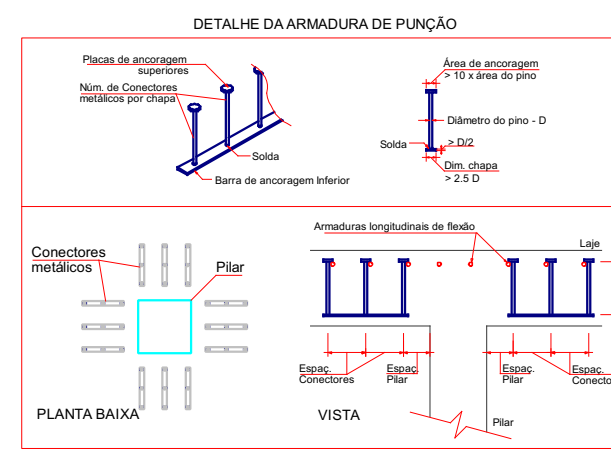 DETALHE DA ARMADURA DE PUNÇÃO
Placas de ancoragem
superiores
Núm. de Conectores
metálicos por chapa
Solda
Barra de ancoragem Inferior
Área de ancoragem
> 10 x área do pino
Diâmetro do pino - D
Solda
> D/2
Dim. chapa
> 2.5 D
Conectores
metálicos
Pilar
PLANTA BAIXA
Armaduras longitudinais de flexão
Laje
Espaç.
Conectores
Espaç.
Pilar
Espaç.
Pilar
Espaç.
Conecto
VISTA
Pilar